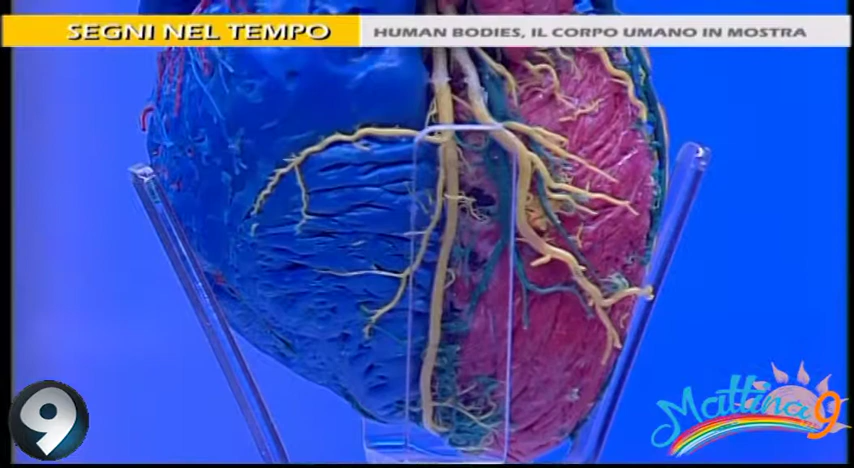 SEGNI NEL TEMPO
HUMAN BODIES, IL CORPO UMANO IN MOSTRA
9
Mattina9